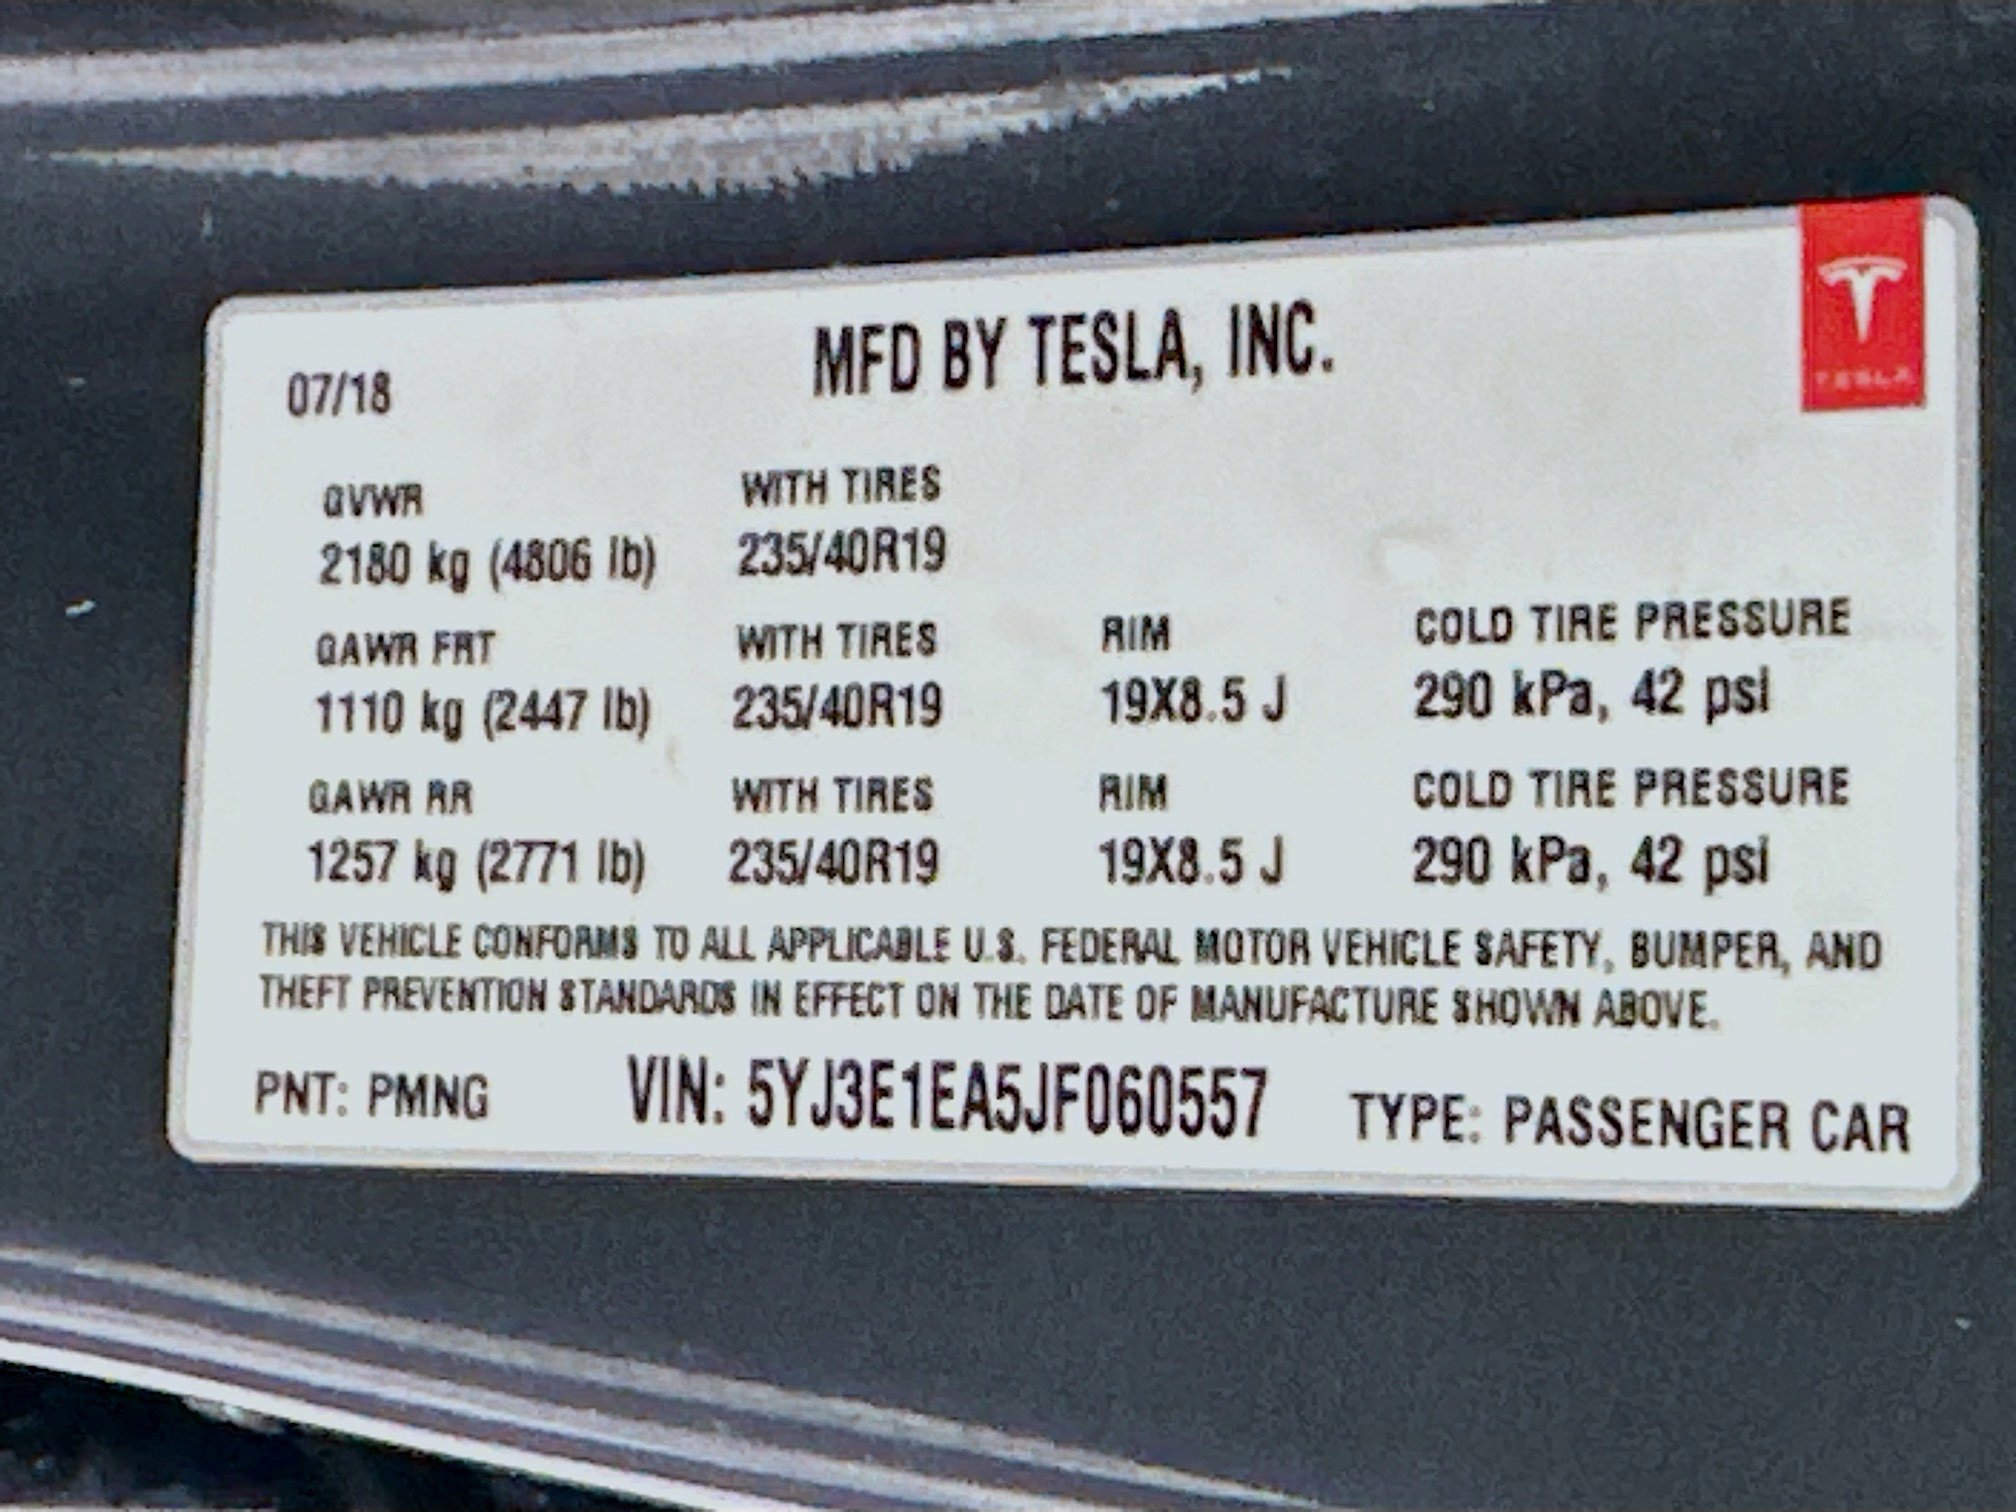 TESLA
MFD BY TESLA, INC.
07/18
GVWR WITH TIRES
2180 kg (4806 lb) 235/40R19
GAWR FRT WITH TIRES RIM COLD TIRE PRESSURE
1110 kg (2447 lb) 235/40R19 19X8.5 J 290 kPa, 42 psi
GAWR RR WITH TIRES RIM COLD TIRE PRESSURE
1257 kg (2771 lb) 235/40R19 19X8.5 J 290 kPa, 42 psi
THIS VEHICLE CONFORMS TO ALL APPLICABLE U.S. FEDERAL MOTOR VEHICLE SAFETY, BUMPER, AND
THEFT PREVENTION STANDARDS IN EFFECT ON THE DATE OF MANUFACTURE SHOWN ABOVE.
PNT: PMNG VIN: 5YJ3E1EA5JF060557 TYPE: PASSENGER CAR